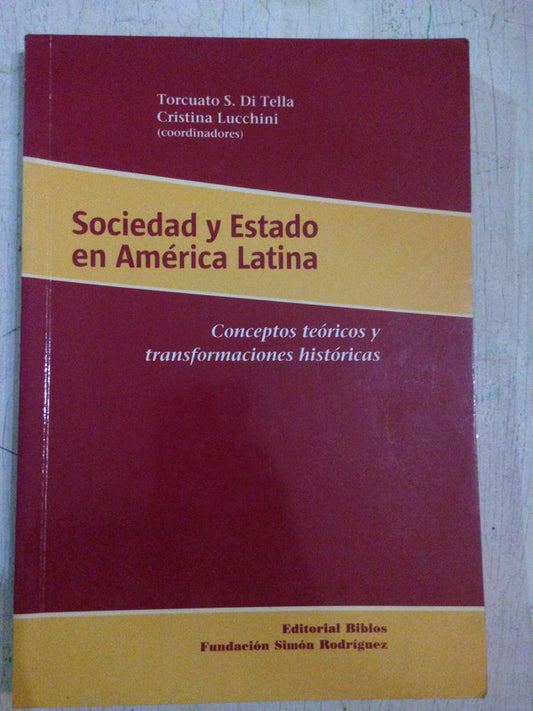 Torcuato S. Di Tella
Cristina Lucchini
(coordinadores)
Sociedad y Estado
en América Latina
Conceptos teóricos y
transformaciones históricas
Editorial Biblos
Fundación Simón Rodríguez